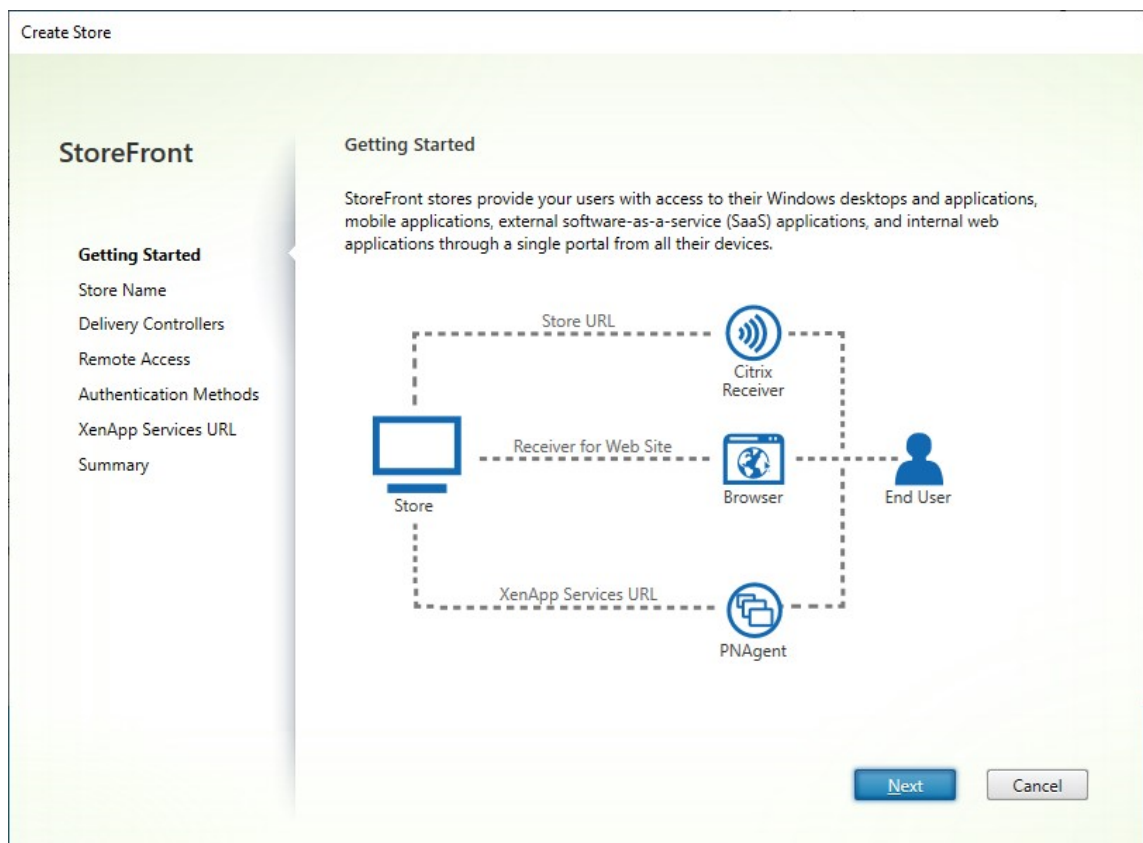 Create Store
StoreFront
Getting Started
Store Name
Delivery Controllers
Remote Access
Authentication Methods
XenApp Services URL
Summary
Getting Started
StoreFront stores provide your users with access to their Windows desktops and applications,
mobile applications, external software-as-a-service (SaaS) applications, and internal web
applications through a single portal from all their devices.
Store URL
Citrix
Receiver
Receiver for Web Site
Store
Browser
End User
XenApp Services URL
PNAgent
Next
Cancel